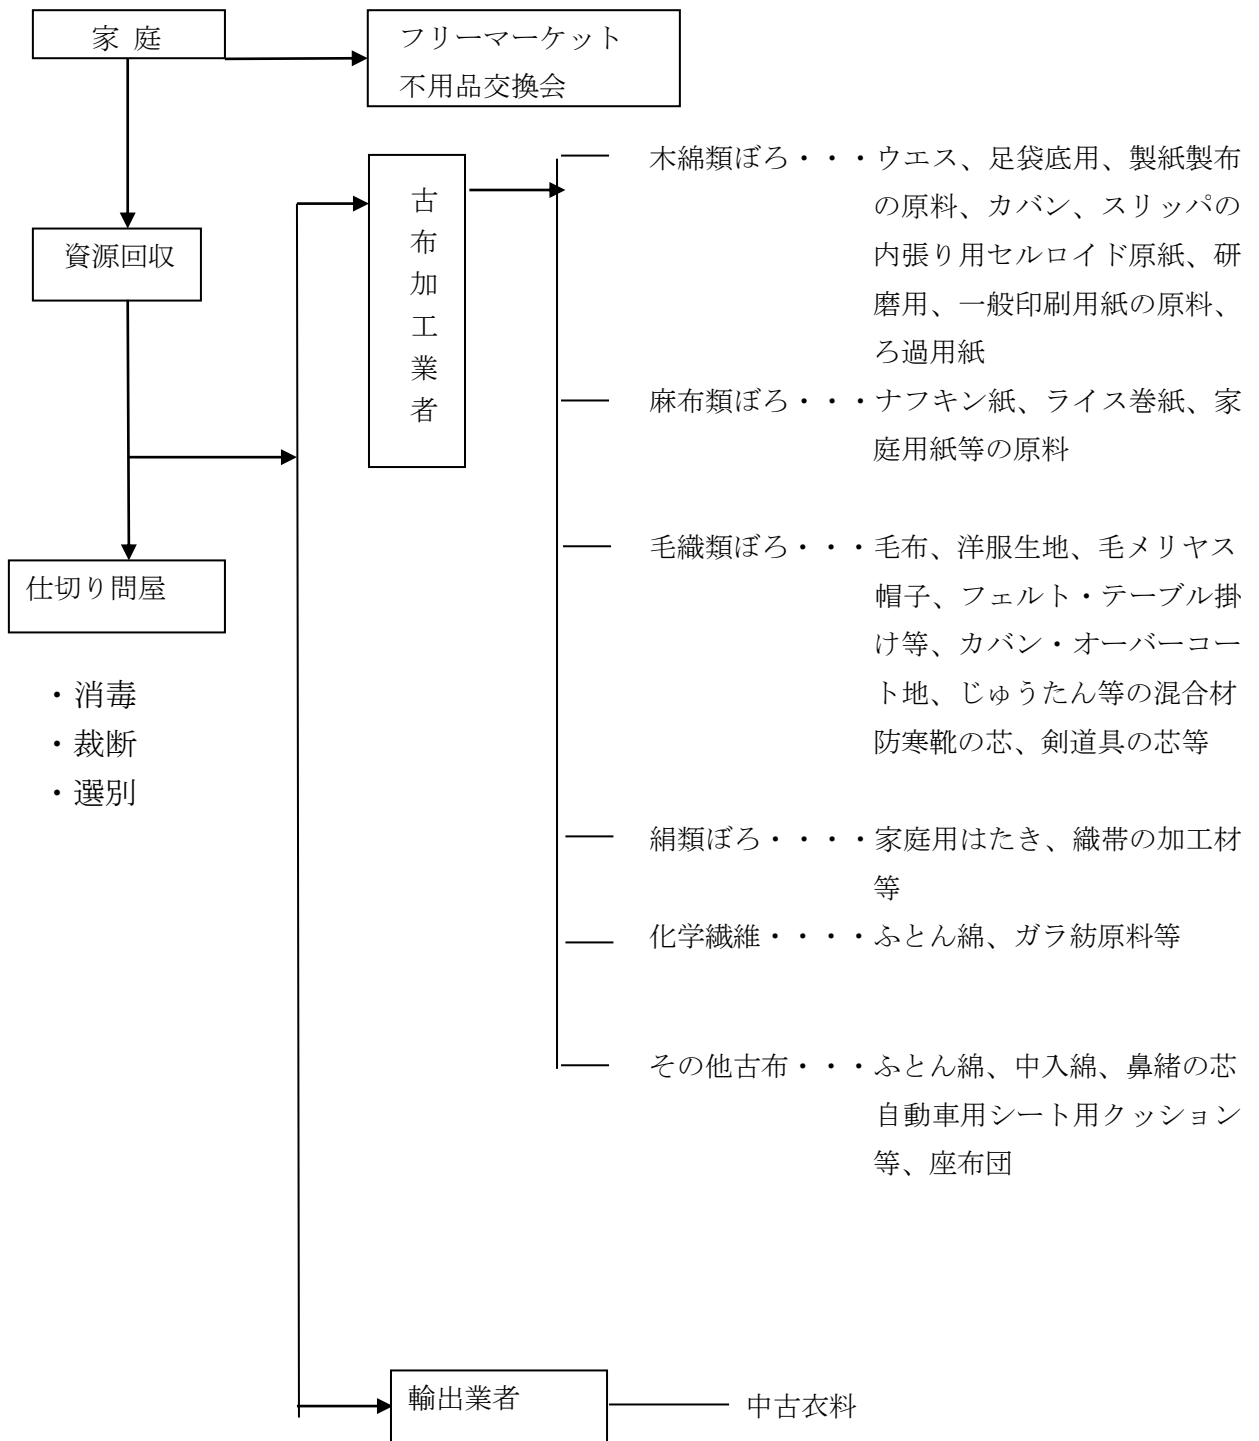 家 庭
フリーマーケット
不用品交換会
資源回収
仕切り問屋
・消毒
・裁断
・選別
古布加工業者
木綿類ぼろ・・・ウエス、足袋底用、製紙製布
の原料、カバン、スリッパの
内張り用セルロイド原紙、研
磨用、一般印刷用紙の原料、
ろ過用紙
麻布類ぼろ・・・ナフキン紙、ライス巻紙、家
庭用紙等の原料
毛織類ぼろ・・・毛布、洋服生地、毛メリヤス
帽子、フェルト・テーブル掛
け等、カバン・オーバーコー
ト地、じゅうたん等の混合材
防寒靴の芯、剣道具の芯等
絹類ぼろ・・・・家庭用はたき、織帯の加工材
等
化学繊維・・・・ふとん綿、ガラ紡原料等
その他古布・・・ふとん綿、中入綿、鼻緒の芯
自動車用シート用クッション
等、座布団
輸出業者
中古衣料